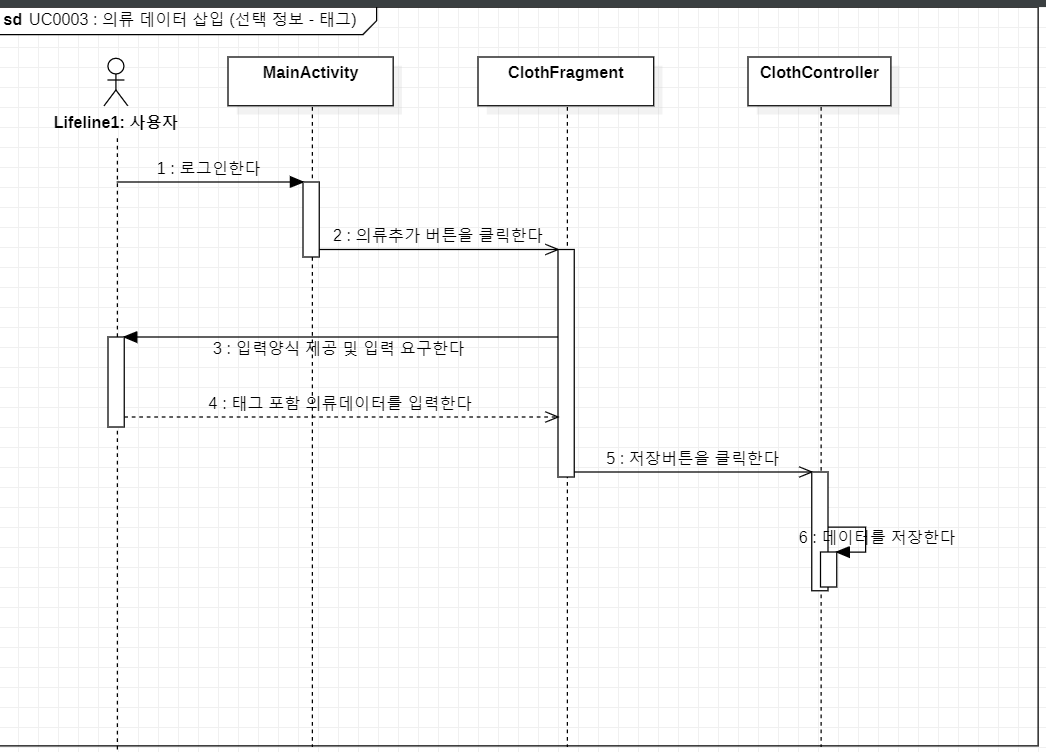 sd UC0003 : 의류 데이터 삽입 (선택 정보 - 태그)
MainActivity
ClothFragment
ClothController
Lifeline1: 사용자
1 : 로그인한다
2 : 의류추가 버튼을 클릭한다
3 : 입력양식 제공 및 입력 요구한다
4 : 태그 포함 의류데이터를 입력한다
5 : 저장버튼을 클릭한다
6 : 데이터를 저장한다